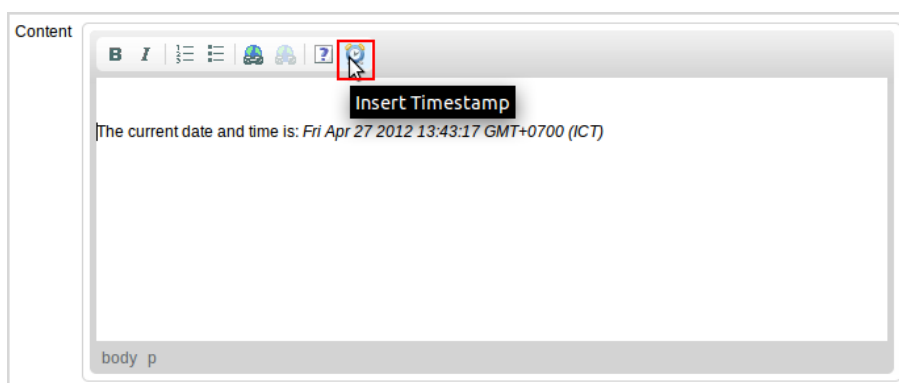 Content
B I ?
Insert Timestamp
The current date and time is: Fri Apr 27 2012 13:43:17 GMT+0700 (ICT)
body p